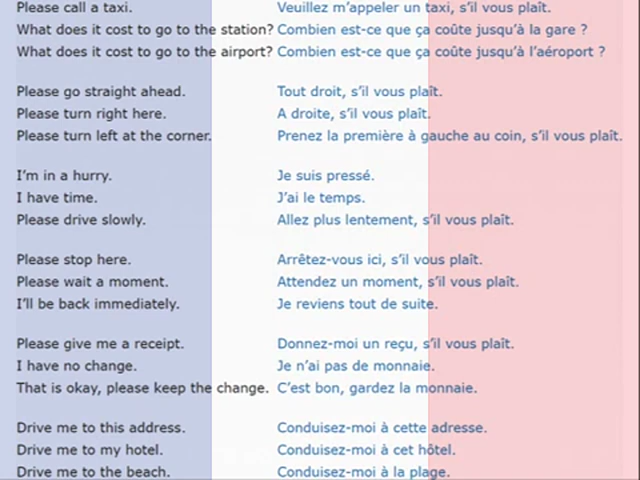 Please call a taxi. Veuillez m'appeler un taxi, s'il vous plaît.
What does it cost to go to the station? Combien est-ce que ça coûte jusqu'à la gare ?
What does it cost to go to the airport? Combien est-ce que ça coûte jusqu'à l'aéroport ?
Please go straight ahead. Tout droit, s'il vous plaît.
Please turn right here. A droite, s'il vous plaît.
Please turn left at the corner. Prenez la première à gauche au coin, s'il vous plaît.
I'm in a hurry. Je suis pressé.
I have time. J'ai le temps.
Please drive slowly. Allez plus lentement, s'il vous plaît.
Please stop here. Arrêtez-vous ici, s'il vous plaît.
Please wait a moment. Attendez un moment, s'il vous plaît.
I'll be back immediately. Je reviens tout de suite.
Please give me a receipt. Donnez-moi un reçu, s'il vous plaît.
I have no change. Je n'ai pas de monnaie.
That is okay, please keep the change. C'est bon, gardez la monnaie.
Drive me to this address. Conduisez-moi à cette adresse.
Drive me to my hotel. Conduisez-moi à cet hôtel.
Drive me to the beach. Conduisez-moi à la plage.